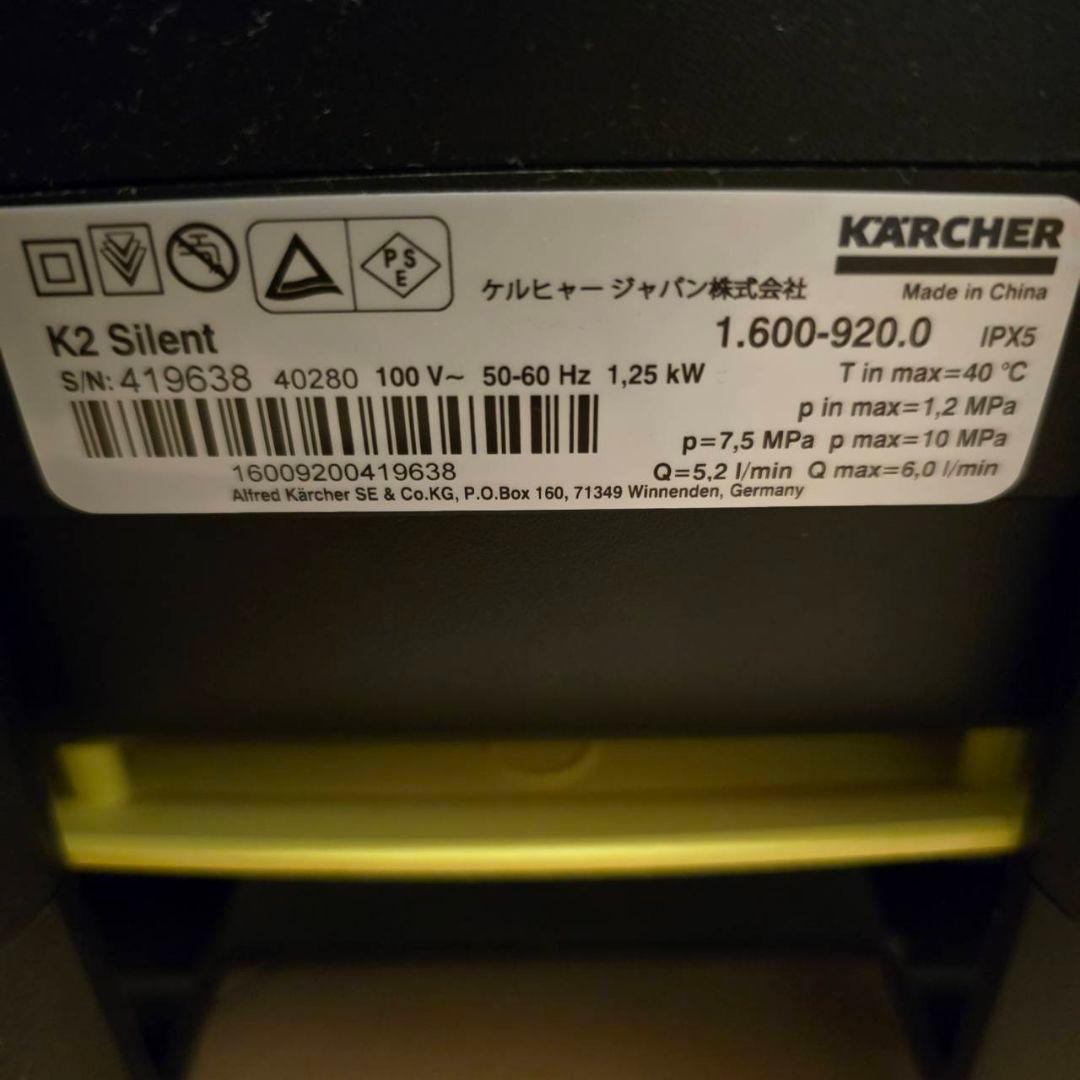 KÄRCHER
PS
E
ケルヒャー ジャパン株式会社
Made in China
K2 Silent
1.600-920.0 IPX5
S/N: 419638 40280 100 V~ 50-60 Hz 1,25 kW
T in max=40 °C
p in max=1,2 MPa
p=7,5 MPa p max=10 MPa
16009200419638
Q=5,2 l/min Q max=6,0 l/min
Alfred Kärcher SE & Co.KG, P.O.Box 160, 71349 Winnenden, Germany